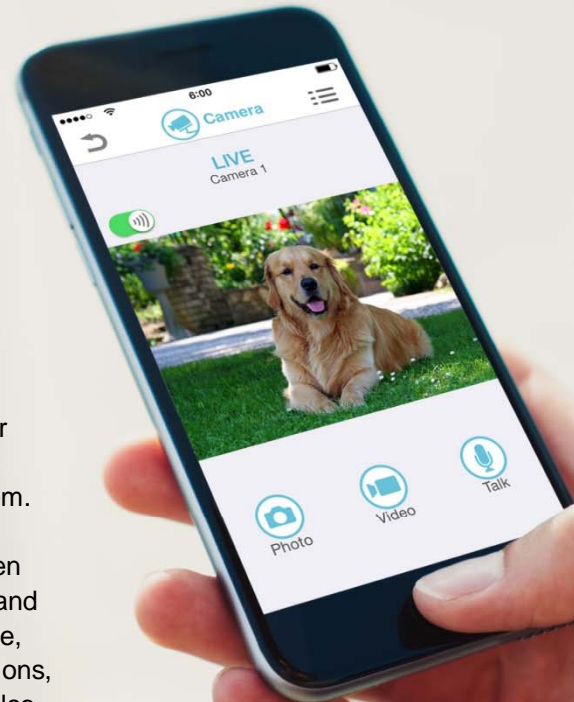 6:00
Camera
LIVE
Camera 1
Photo
Video
Talk
r
m.
en
and
e,
ons,